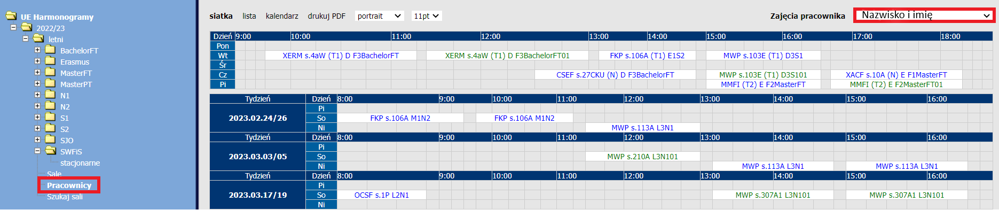 UE Harmonogramy
2022/23
letni
BachelorFT
Erasmus
MasterFT
MasterPT
N1
N2
S1
S2
SJO
SWFiS
stacjonarne
Sale
Pracownicy
Szukaj sali
siatka lista kalendarz drukuj PDF portrait 11pt Zajęcia pracownika Nazwisko i imię
Dzień 9:00 10:00 11:00 12:00 13:00 14:00 15:00 16:00 17:00 18:00
Pon
Wt XERM s.4aW (T1) D F3BachelorFT XERM s.4aW (T1) D F3BachelorFT01 FKP s.106A (T1) E1S2 MWP s.103E (T1) D3S1
Śr
Cz CSEF s.27CKU (N) D F3BachelorFT MWP s.103E (T1) D3S101 XACF s.10A (N) E F1MasterFT
Pi MMFI (T2) E F2MasterFT MMFI (T2) E F2MasterFT01
Tydzień Dzień 8:00 9:00 10:00 11:00 12:00 13:00 14:00 15:00 16:00
2023.02.24/26
Pi
So FKP s.106A M1N2 FKP s.106A M1N2
Ni MWP s.113A L3N1
Tydzień Dzień 8:00 9:00 10:00 11:00 12:00 13:00 14:00 15:00 16:00
2023.03.03/05
Pi
So MWP s.210A L3N101
Ni MWP s.113A L3N1 MWP s.113A L3N1
Tydzień Dzień 8:00 9:00 10:00 11:00 12:00 13:00 14:00 15:00 16:00
2023.03.17/19
Pi
So OCSF s.1P L2N1 MWP s.307A1 L3N101 MWP s.307A1 L3N101
Ni